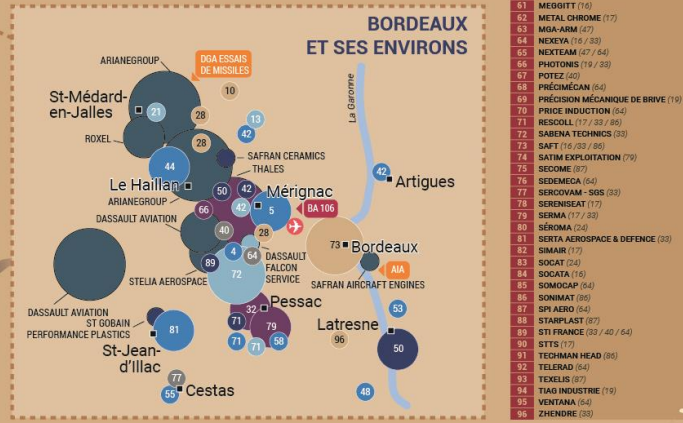 BORDEAUX
ET SES ENVIRONS
ARIANEGROUP
DGA ESSAIS
DE MISSILES
10
St-Médard-
en-Jalles
21
28
13
42
ROXEL
28
La Garonne
44
SAFRAN CERAMICS
THALES
42
Artigues
Le Haillan
50
42
Mérignac
ARIANEGROUP
66
42
5
BA 106
DASSAULT AVIATION
40
28
73
Bordeaux
4
64
DASSAULT
FALCON
SERVICE
89
72
AIA
STELIA AEROSPACE
SAFRAN AIRCRAFT ENGINES
DASSAULT AVIATION
ST GOBAIN
PERFORMANCE PLASTICS
81
32
Pessac
53
71
79
Latresne
71
71
58
96
50
St-Jean-
d'Illac
77
55
Cestas
48
61 MEGGITT (16)
62 METAL CHROME (17)
63 MGA-ARM (47)
64 NEXEYA (16 / 33)
65 NEXTEAM (47 / 64)
66 PHOTONIS (19 / 33)
67 POTEZ (40)
68 PRÉCIMÉCAN (64)
69 PRÉCISION MÉCANIQUE DE BRIVE (19)
70 PRICE INDUCTION (64)
71 RESCOLL (17 / 33 / 86)
72 SABENA TECHNICS (33)
73 SAFT (16 /33 / 86)
74 SATIM EXPLOITATION (79)
75 SECOME (87)
76 SEDEMECA (64)
77 SERCOVAM - SGS (33)
78 SERENISEAT (17)
79 SERMA (17 / 33)
80 SÉROMA (24)
81 SERTA AEROSPACE & DEFENCE (33)
82 SIMAIR (17)
83 SOCAT (24)
84 SOCATA (16)
85 SOMOCAP (64)
86 SONIMAT (86)
87 SPI AERO (64)
88 STARPLAST (87)
89 STI FRANCE (33 / 40 / 64)
90 STTS (17)
91 TECHMAN HEAD (86)
92 TELERAD (64)
93 TEXELIS (87)
94 TIAG INDUSTRIE (19)
95 VENTANA (64)
96 ZHENDRE (33)